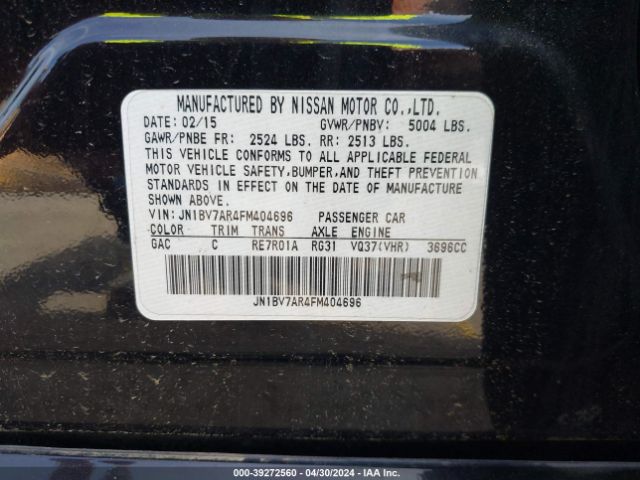 MANUFACTURED BY NISSAN MOTOR CO.,LTD.
DATE: 02/15 GVWR/PNBV: 5004 LBS.
GAWR/PNBE FR: 2524 LBS. RR: 2513 LBS.
THIS VEHICLE CONFORMS TO ALL APPLICABLE FEDERAL
MOTOR VEHICLE SAFETY,BUMPER,AND THEFT PREVENTION
STANDARDS IN EFFECT ON THE DATE OF MANUFACTURE
SHOWN ABOVE.
VIN:JN1BV7AR4FM404696 PASSENGER CAR
COLOR TRIM TRANS AXLE ENGINE
GAC C RE7R01A RG31 VQ37(VHR) 3696CC
JN1BV7AR4FM404696
000-39272560 - 04/30/2024 - IAA Inc.